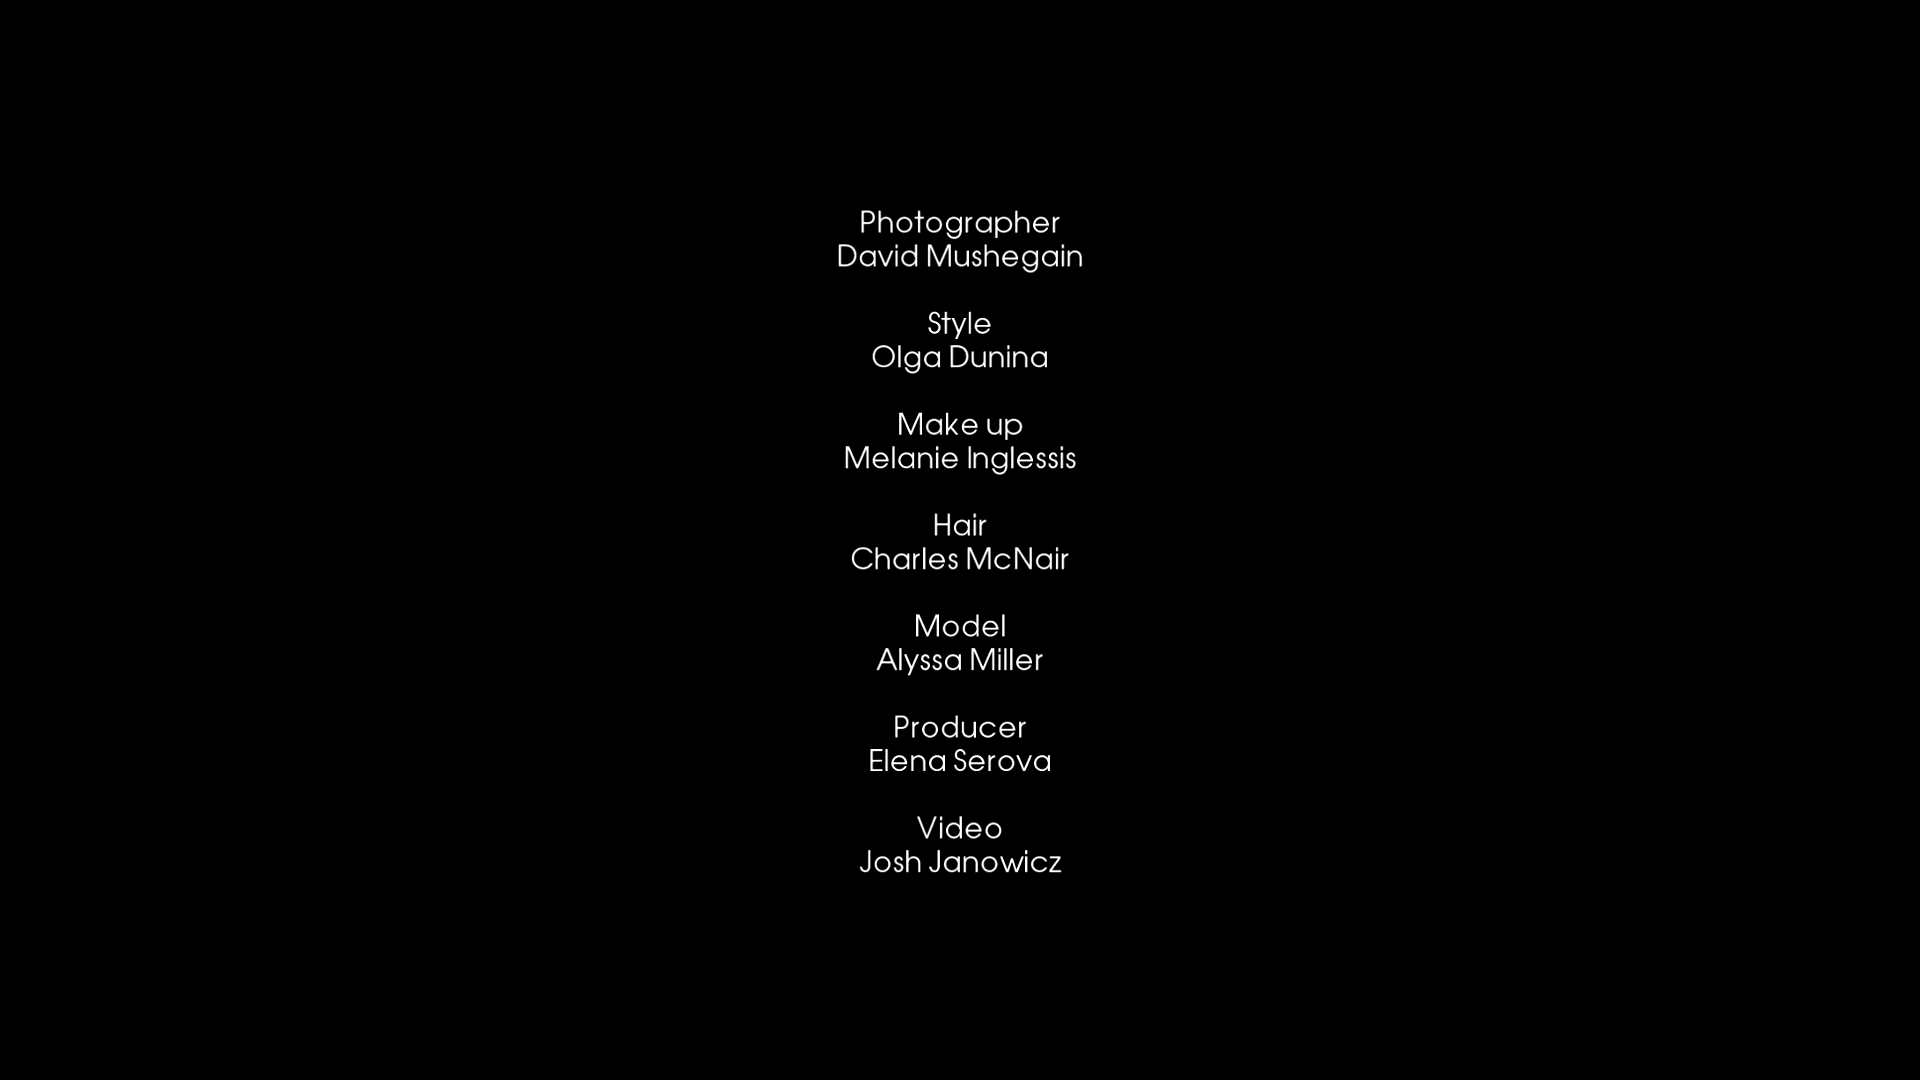 Photographer
David Mushegain
Style
Olga Dunina
Make up
Melanie Inglessis
Hair
Charles McNair
Model
Alyssa Miller
Producer
Elena Serova
Video
Josh Janowicz